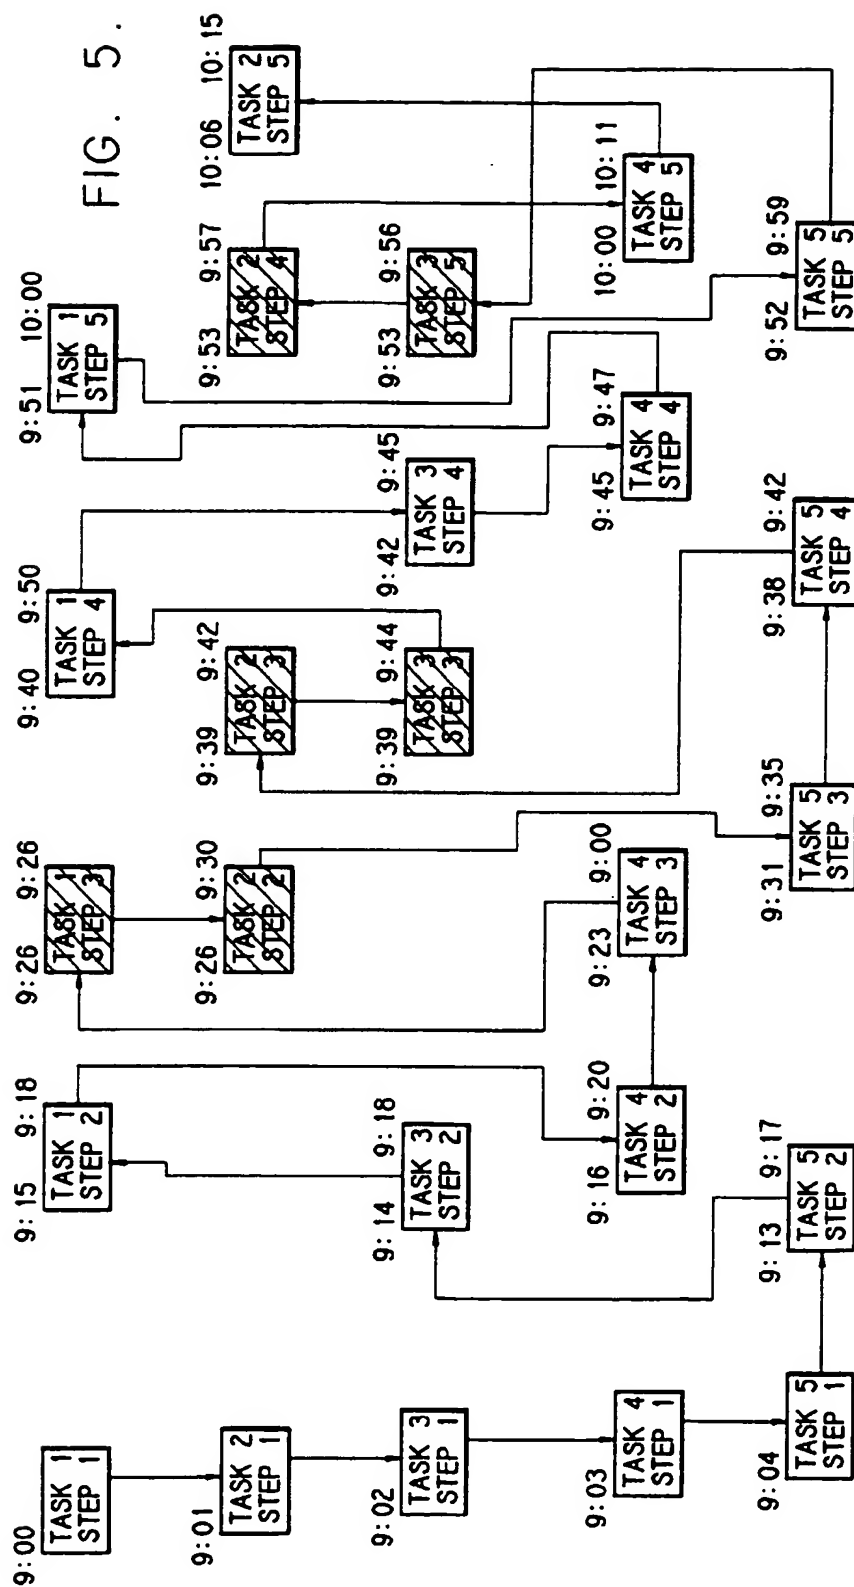 FIG. 5.
9:00
TASK 1
STEP 1
9:01
TASK 2
STEP 1
9:02
TASK 3
STEP 1
9:03
TASK 4
STEP 1
9:04
TASK 5
STEP 1
9:13 9:17
TASK 5
STEP 2
9:14 9:18
TASK 3
STEP 2
9:15 9:18
TASK 1
STEP 2
9:16 9:20
TASK 4
STEP 2
9:23 9:00
TASK 4
STEP 3
9:26 9:26
TASK 1
STEP 3
9:26 9:30
TASK 2
STEP 2
9:31 9:35
TASK 5
STEP 3
9:38 9:42
TASK 5
STEP 4
9:39 9:42
TASK 2
STEP 3
9:39 9:44
TASK 3
STEP 3
9:40 9:50
TASK 1
STEP 4
9:42 9:45
TASK 3
STEP 4
9:45 9:47
TASK 4
STEP 4
9:51 10:00
TASK 1
STEP 5
9:52 9:59
TASK 5
STEP 5
9:53 9:56
TASK 3
STEP 5
9:53 9:57
TASK 2
STEP 4
10:00 10:11
TASK 4
STEP 5
10:06 10:15
TASK 2
STEP 5